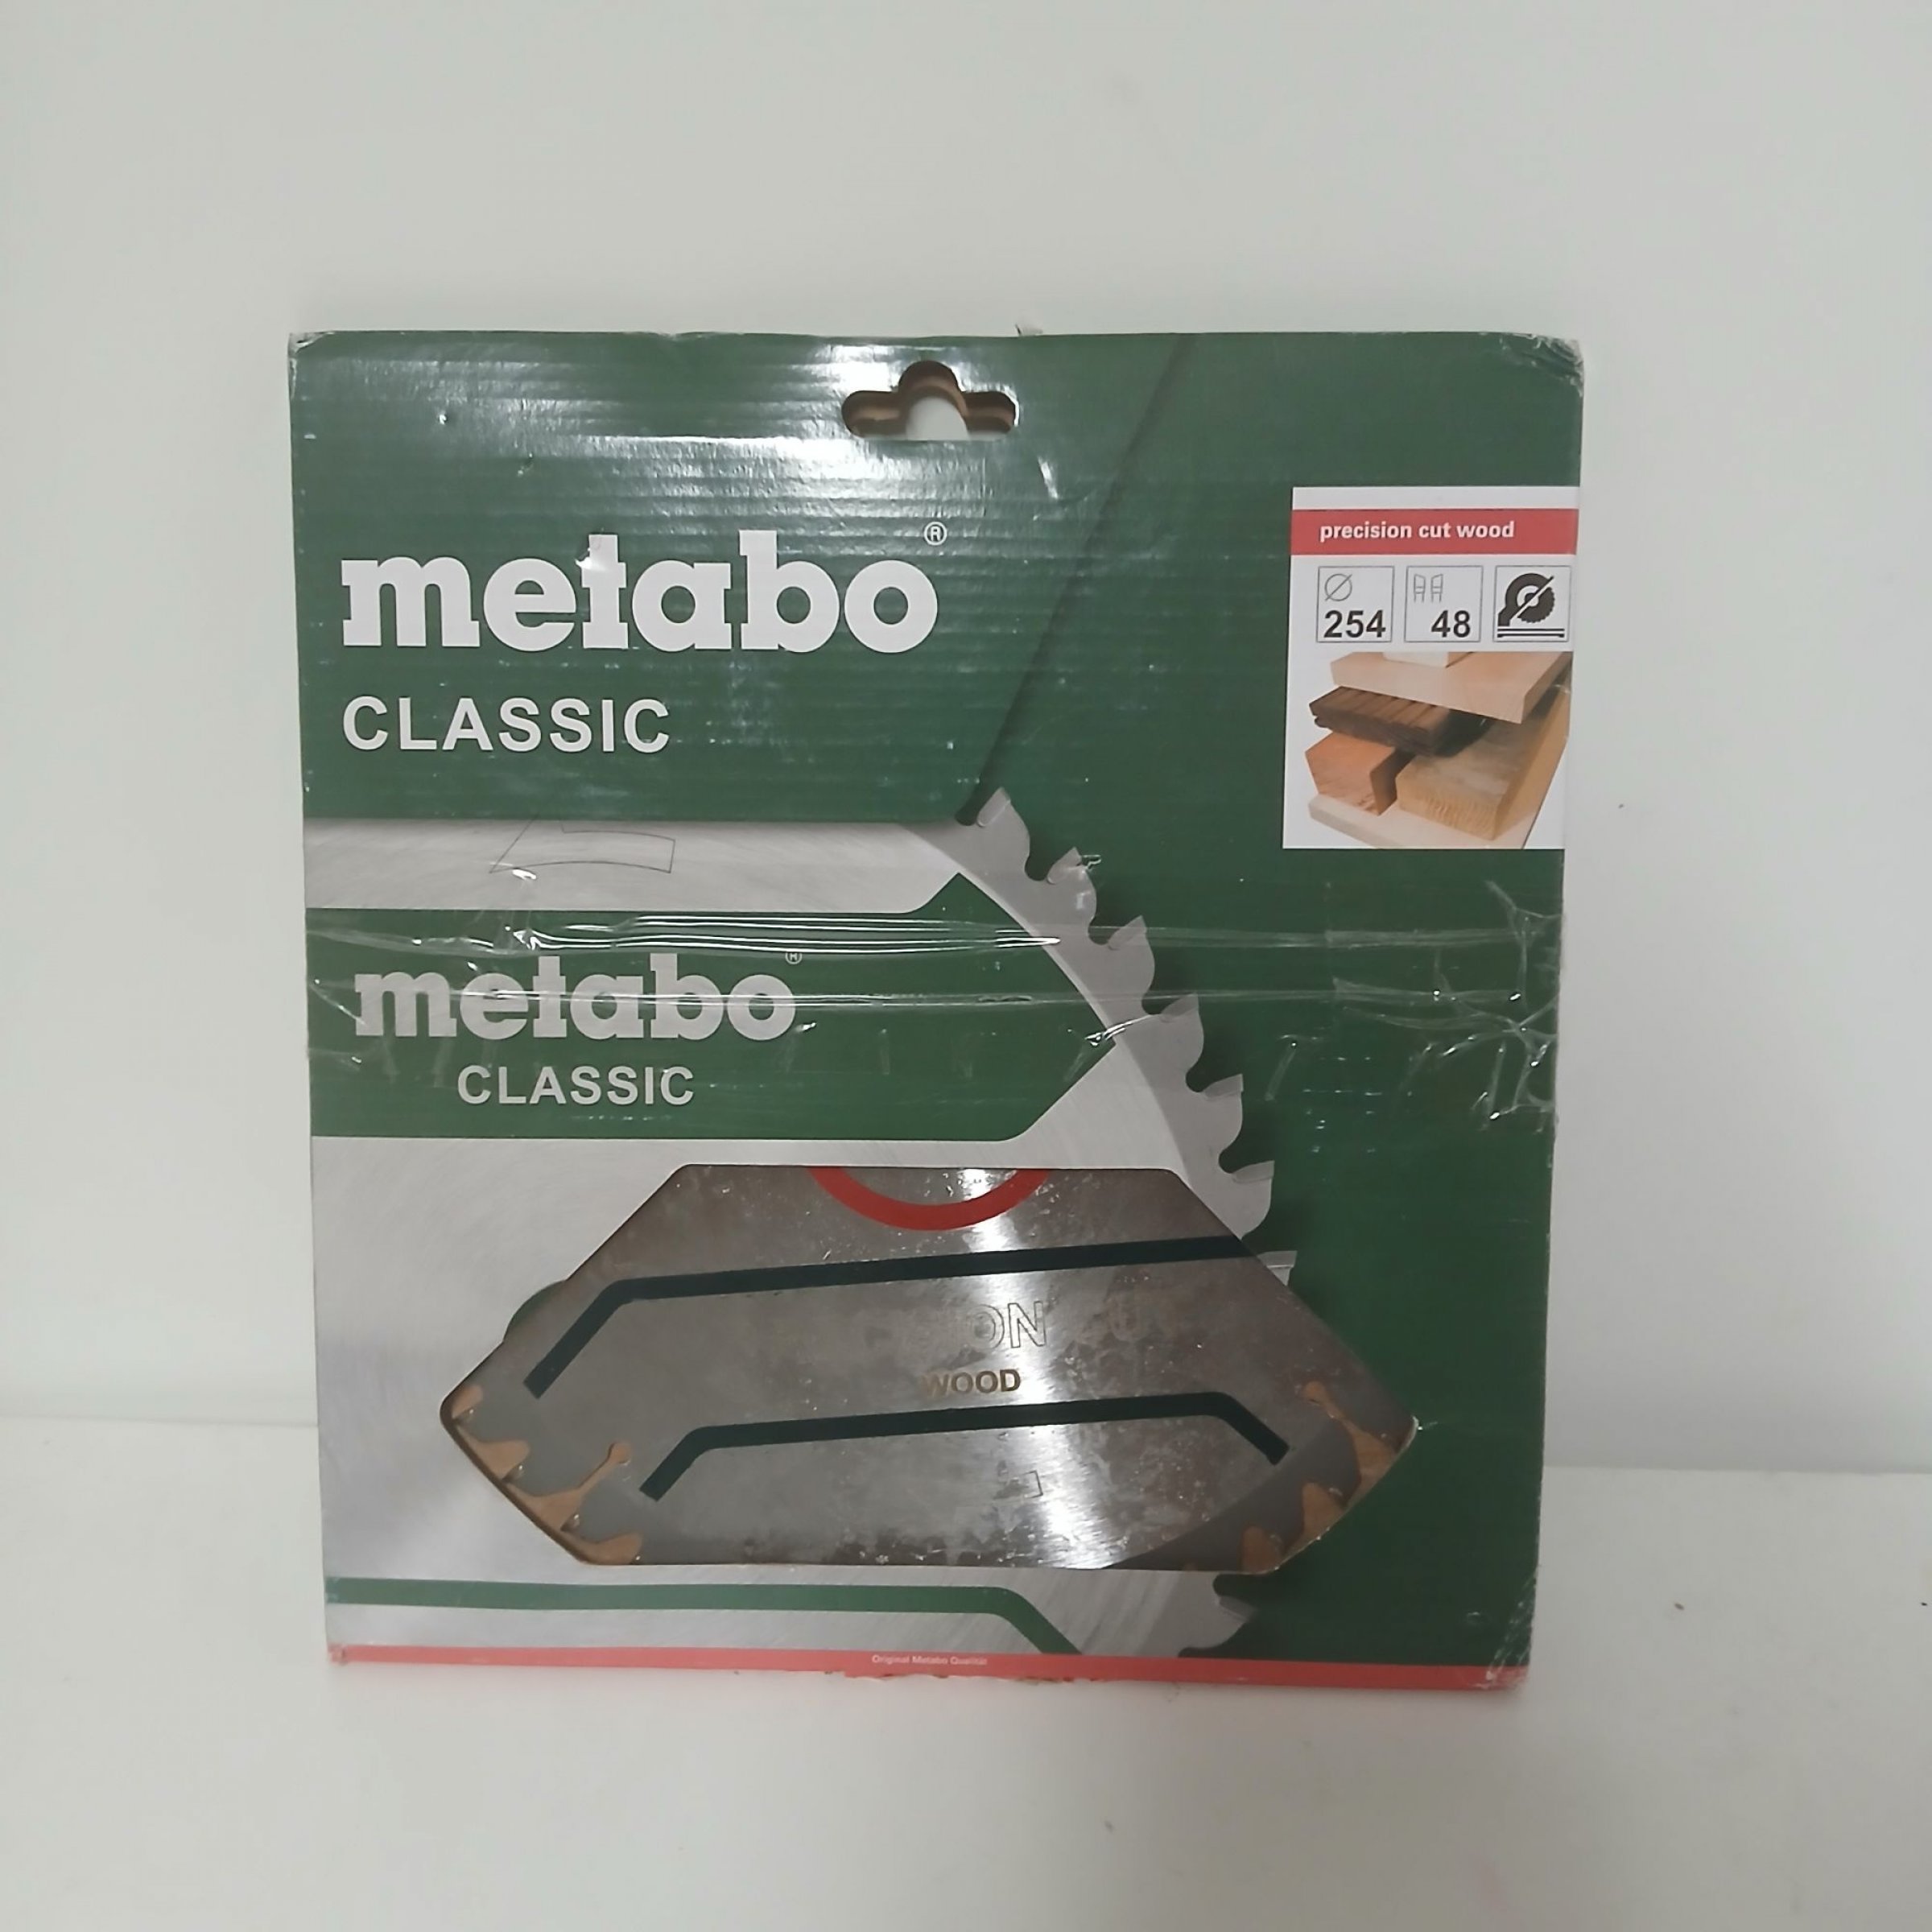 metabo®
CLASSIC
precision cut wood
254
48
metabo®
CLASSIC
WOOD
Original Metabo Qualität